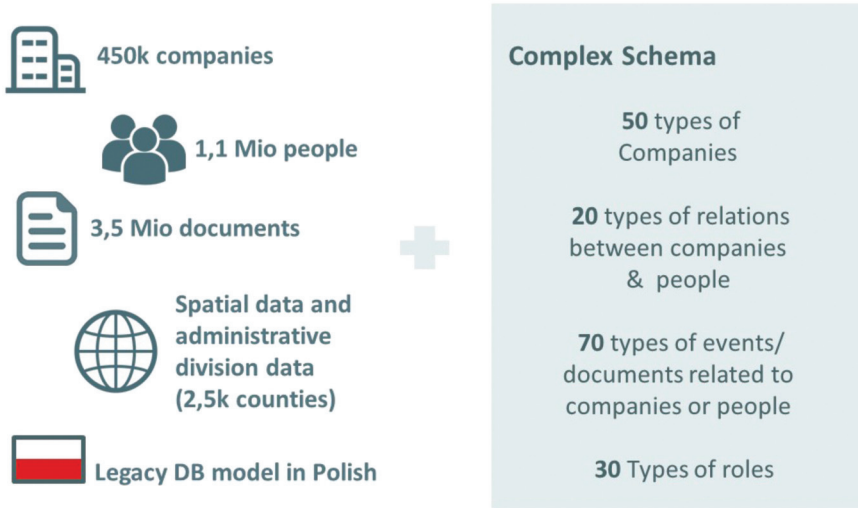 450k companies
1,1 Mio people
3,5 Mio documents
Spatial data and
administrative
division data
(2,5k counties)
Legacy DB model in Polish
Complex Schema
50 types of
Companies
20 types of relations
between companies
& people
70 types of events/
documents related to
companies or people
30 Types of roles